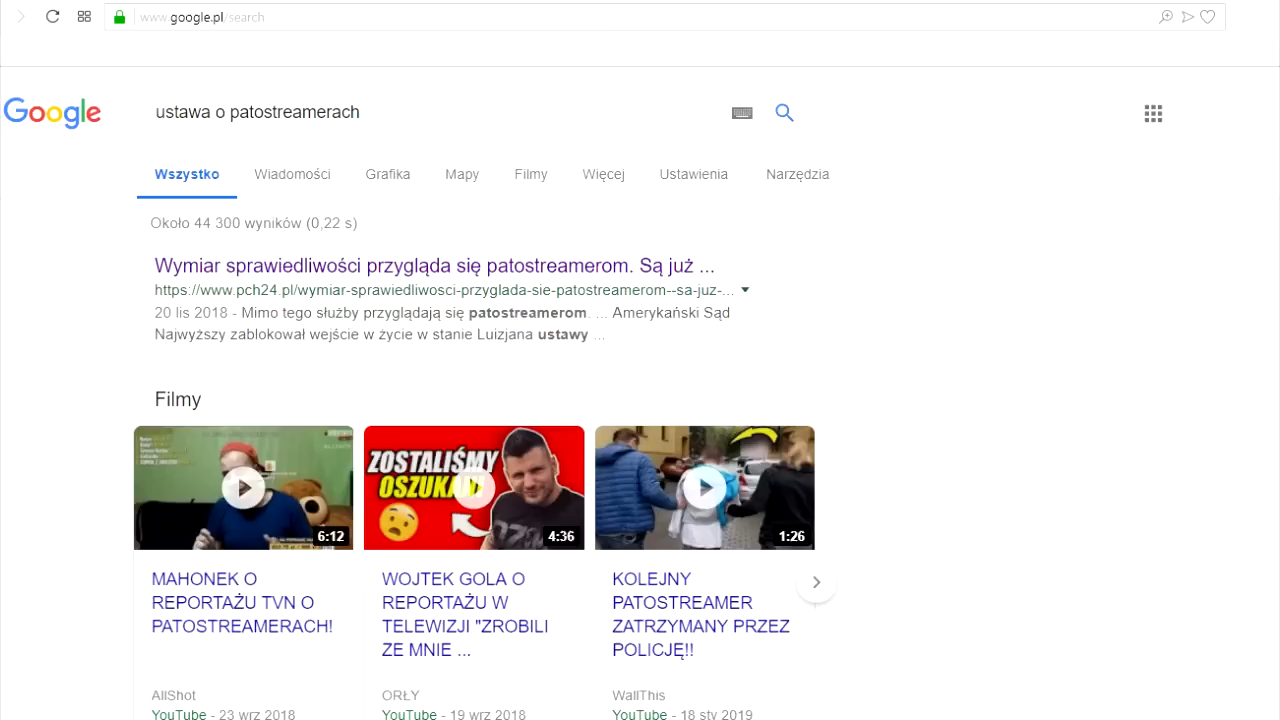 www.google.pl/search
Google
ustawa o patostreamerach
Wszystko Wiadomości Grafika Mapy Filmy Więcej Ustawienia Narzędzia
Około 44 300 wyników (0,22 s)
Wymiar sprawiedliwości przygląda się patostreamerom. Są już ...
https://www.pch24.pl/wymiar-sprawiedliwosci-przyglada-sie-patostreamerom--sa-juz-...
20 lis 2018 - Mimo tego służby przyglądają się patostreamerom. ... Amerykański Sąd
Najwyższy zablokował wejście w życie w stanie Luizjana ustawy ...
Filmy
ZOSTALIŚMY
OSZUKANI
6:12
4:36
1:26
MAHONEK O
REPORTAŻU TVN O
PATOSTREAMERACH!
AllShot
YouTube - 23 wrz 2018
WOJTEK GOLA O
REPORTAŻU W
TELEWIZJI "ZROBILI
ZE MNIE ...
ORŁY
YouTube - 19 wrz 2018
KOLEJNY
PATOSTREAMER
ZATRZYMANY PRZEZ
POLICJĘ!!
WallThis
YouTube - 18 sty 2019